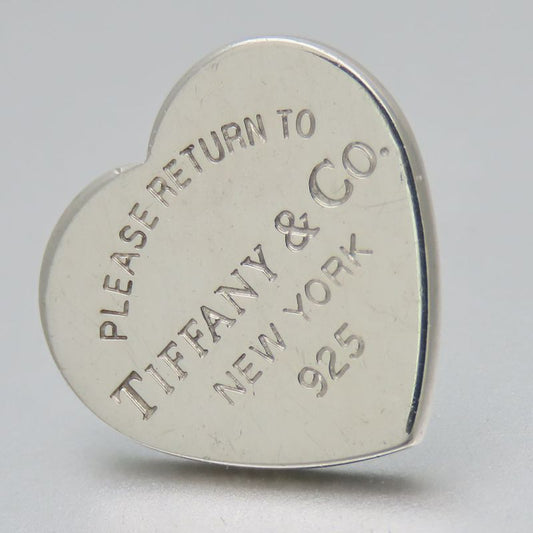 PLEASE RETURN TO
TIFFANY & CO.
NEW YORK
925